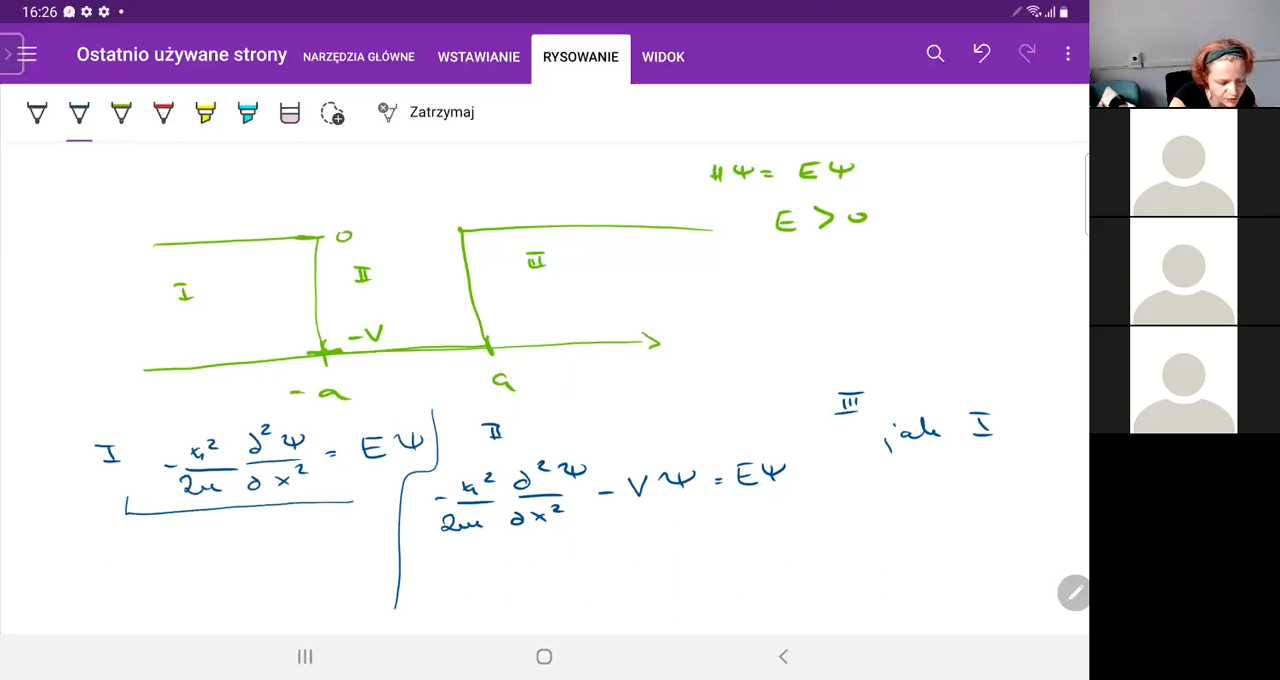 16:26
Ostatnio używane strony NARZĘDZIA GŁÓWNE WSTAWIANIE RYSOWANIE WIDOK
Zatrzymaj
HΨ = EΨ
E > 0
0
I II III
-V
-a a
I -ħ²/2m ∂²Ψ/∂x² = EΨ
II
-ħ²/2m ∂²Ψ/∂x² - VΨ = EΨ
III
jak I